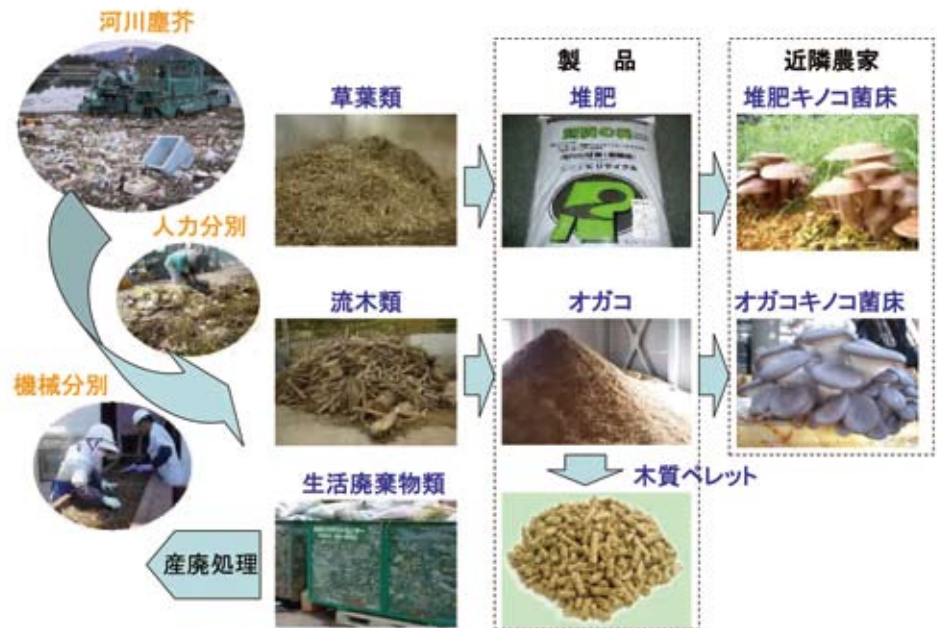 河川塵芥
製 品
近隣農家
草葉類
堆肥
堆肥キノコ菌床
人力分別
流木類
オガコ
オガコキノコ菌床
機械分別
生活廃棄物類
木質ペレット
産廃処理